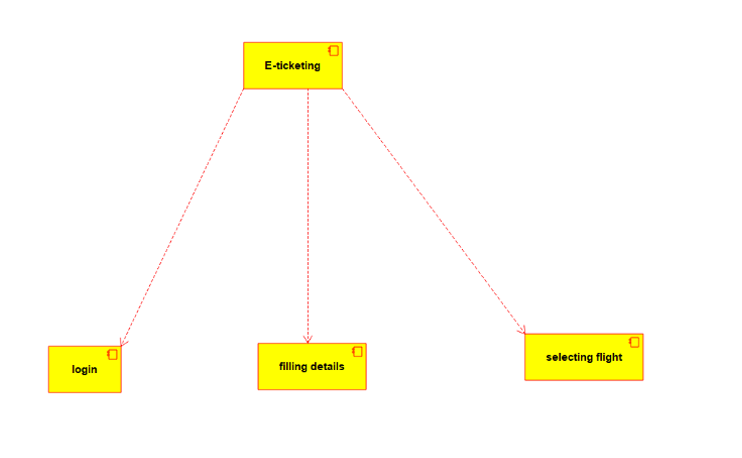 E-ticketing
login
filling details
selecting flight